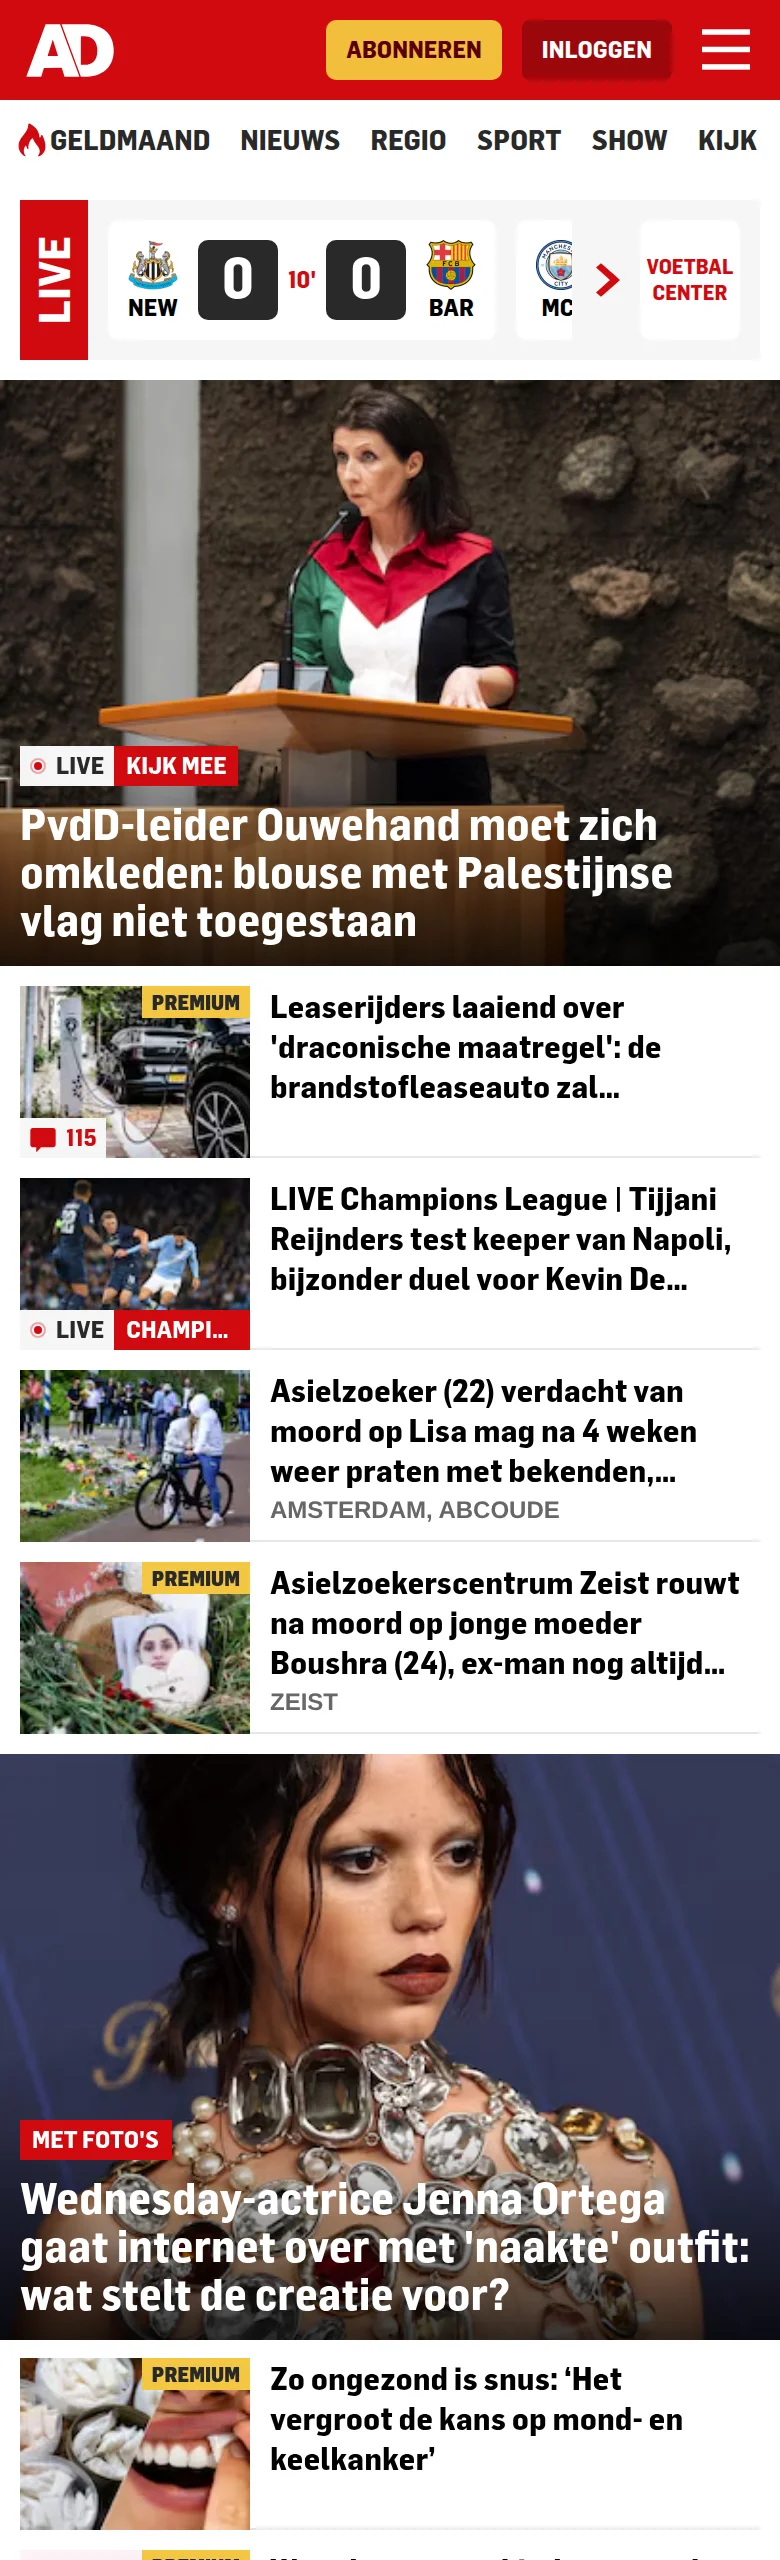 AD
ABONNEREN
INLOGGEN
GELDMAAND NIEUWS REGIO SPORT SHOW KIJK
LIVE
NEW
0
10'
0
BAR
MC
VOETBAL
CENTER
LIVE KIJK MEE
PvdD-leider Ouwehand moet zich
omkleden: blouse met Palestijnse
vlag niet toegestaan
PREMIUM
115
Leaserijders laaiend over
'draconische maatregel': de
brandstofleaseauto zal...
LIVE CHAMPI...
LIVE Champions League | Tijjani
Reijnders test keeper van Napoli,
bijzonder duel voor Kevin De...
Asielzoeker (22) verdacht van
moord op Lisa mag na 4 weken
weer praten met bekenden,...
AMSTERDAM, ABCOUDE
PREMIUM
Asielzoekerscentrum Zeist rouwt
na moord op jonge moeder
Boushra (24), ex-man nog altijd...
ZEIST
MET FOTO'S
Wednesday-actrice Jenna Ortega
gaat internet over met 'naakte' outfit:
wat stelt de creatie voor?
PREMIUM
Zo ongezond is snus: ‘Het
vergroot de kans op mond- en
keelkanker’